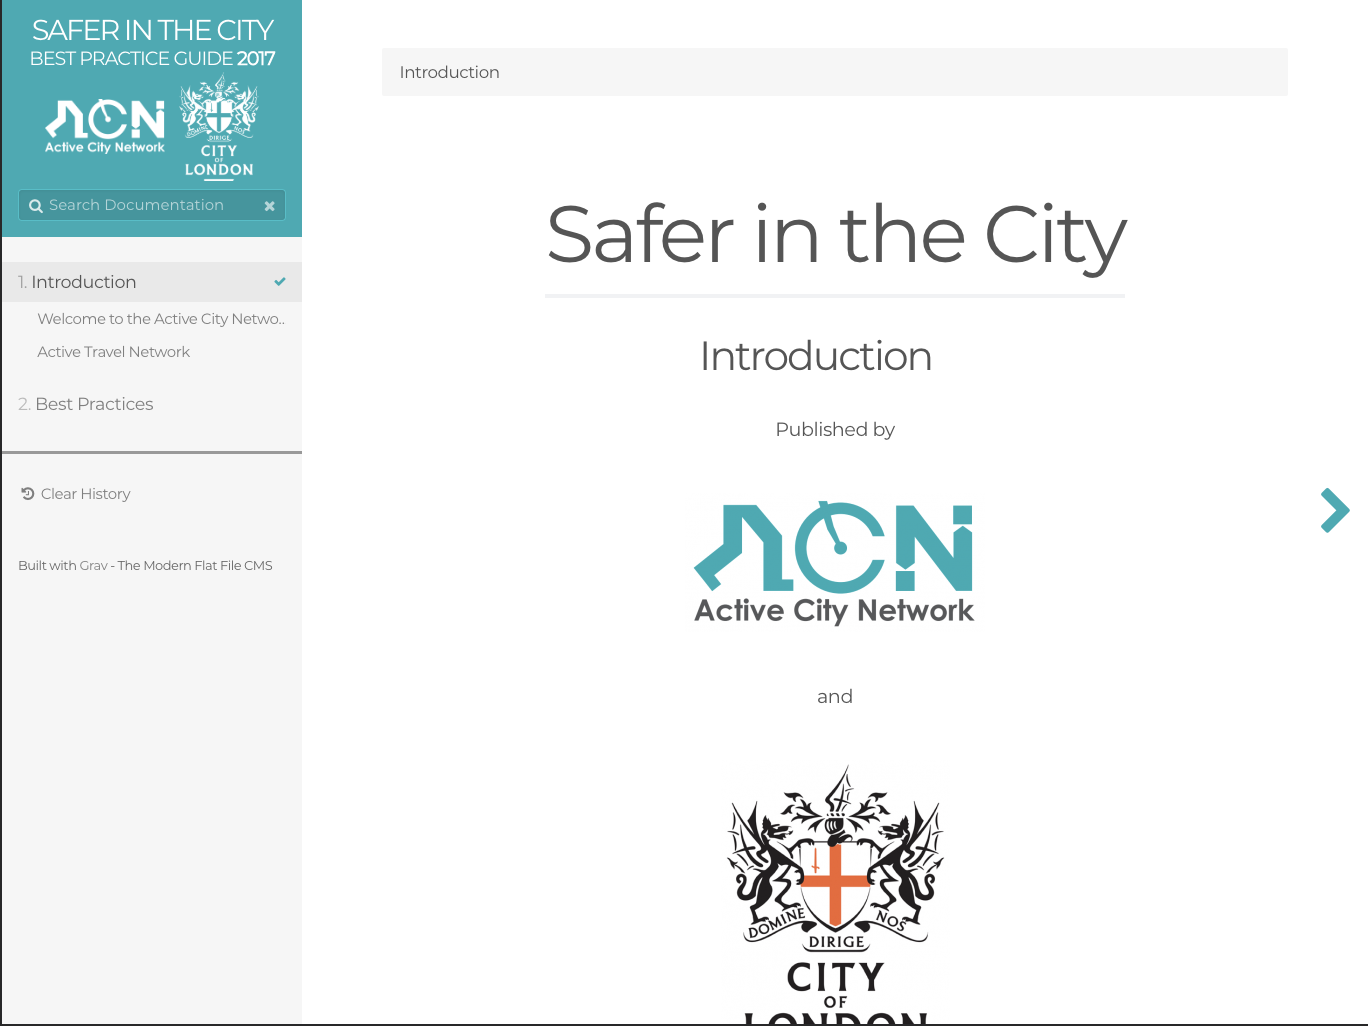 SAFER IN THE CITY
BEST PRACTICE GUIDE 2017
ACN
Active City Network
DOMINE DIRIGE NOS
CITY
OF
LONDON
Search Documentation
1. Introduction
Welcome to the Active City Netwo..
Active Travel Network
2. Best Practices
Clear History
Built with Grav - The Modern Flat File CMS
Introduction
Safer in the City
Introduction
Published by
ACN
Active City Network
and
DOMINE DIRIGE NOS
CITY
OF
LONDON